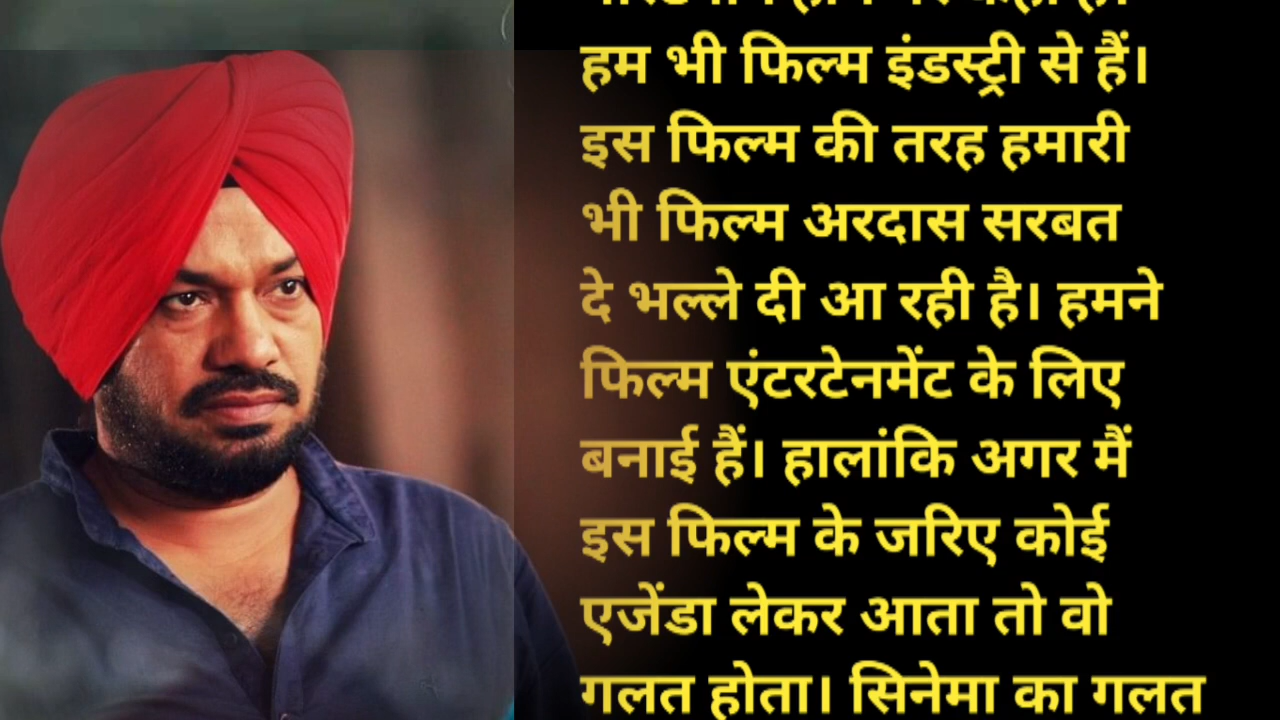 हम भी फिल्म इंडस्ट्री से हैं।
इस फिल्म की तरह हमारी
भी फिल्म अरदास सरबत
दे भल्ले दी आ रही है। हमने
फिल्म एंटरटेनमेंट के लिए
बनाई हैं। हालांकि अगर मैं
इस फिल्म के जरिए कोई
एजेंडा लेकर आता तो वो
गलत होता। सिनेमा का गलत